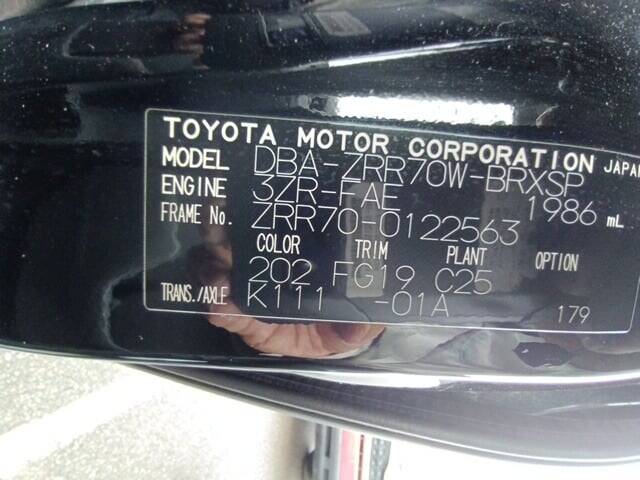 TOYOTA MOTOR CORPORATION JAPAN
MODEL DBA-ZRR70W-BRXSP
ENGINE 3ZR-FAE 1986 mL
FRAME No. ZRR70-0122563
COLOR TRIM PLANT OPTION
202 FG19 C25
TRANS./AXLE K111 -01A 179